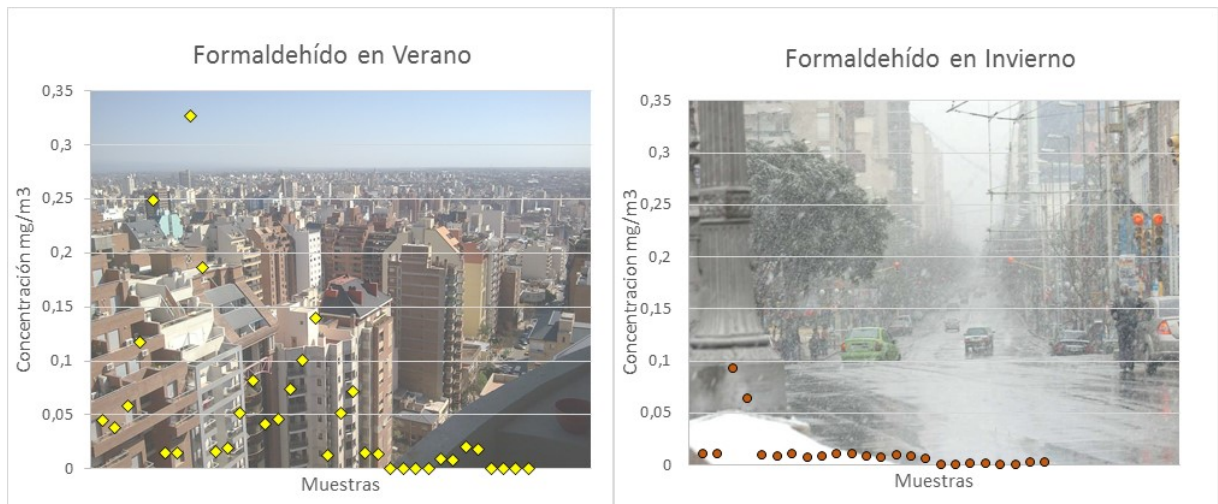 Formaldehído en Verano
Concentración mg/m3
0,35
0,3
0,25
0,2
0,15
0,1
0,05
0
Muestras
Formaldehído en Invierno
Concentracion mg/m3
0,35
0,3
0,25
0,2
0,15
0,1
0,05
0
Muestras